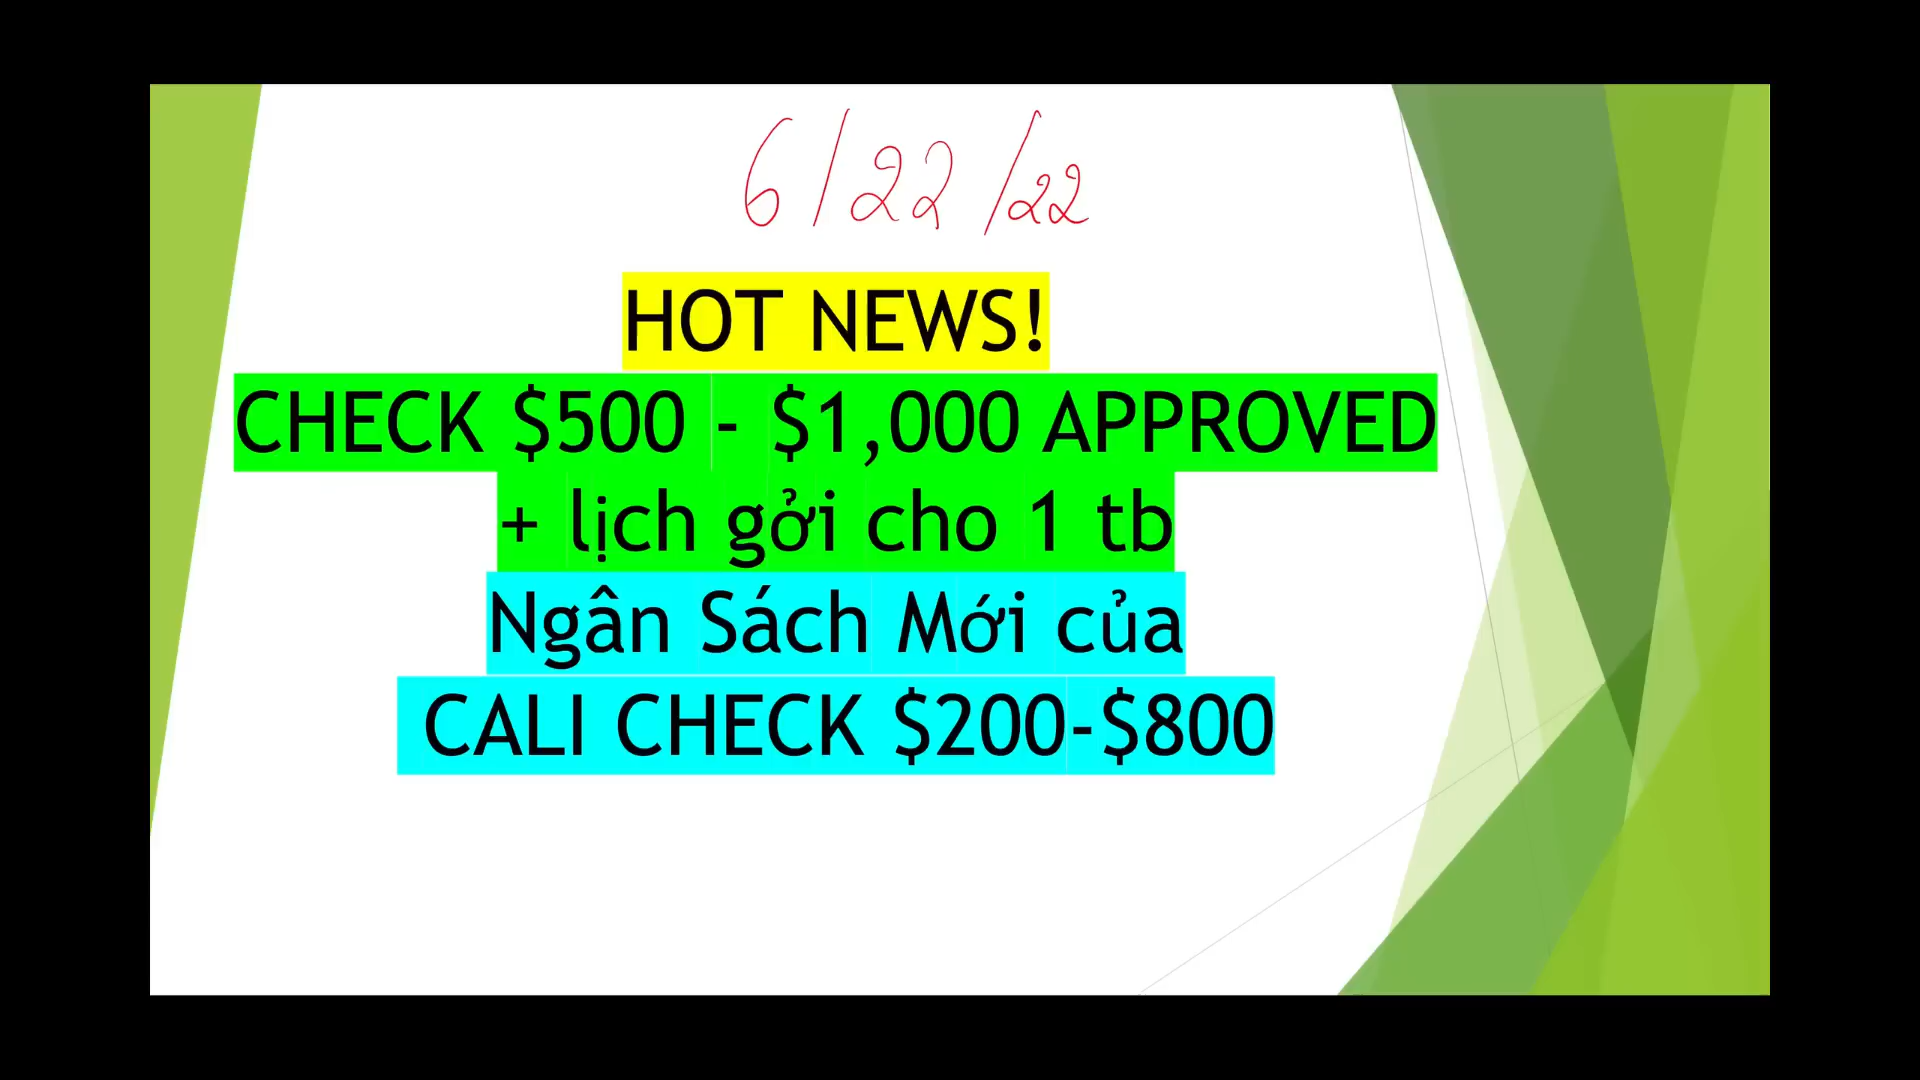 6/22/22
HOT NEWS!
CHECK $500 - $1,000 APPROVED
+ lịch gởi cho 1 tb
Ngân Sách Mới của
CALI CHECK $200-$800